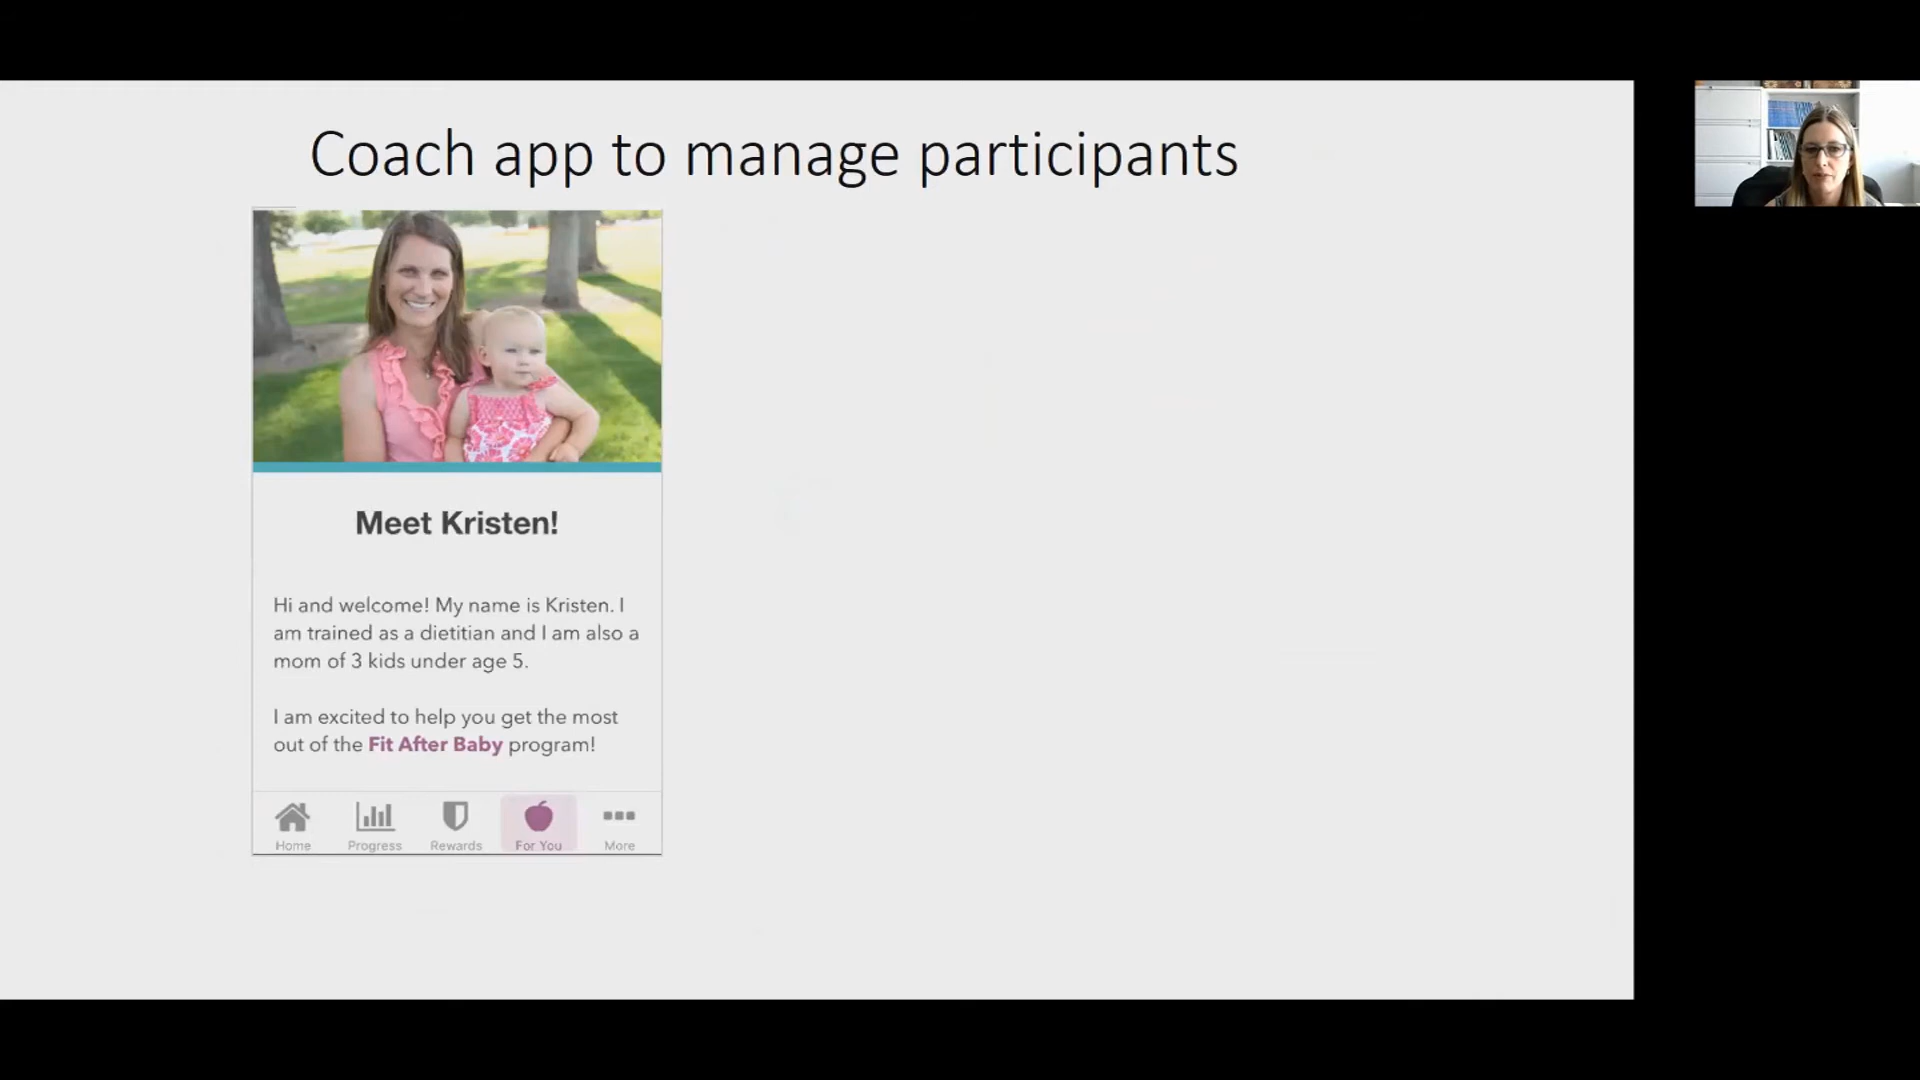 Coach app to manage participants
Meet Kristen!
Hi and welcome! My name is Kristen. I
am trained as a dietitian and I am also a
mom of 3 kids under age 5.
I am excited to help you get the most
out of the Fit After Baby program!
Home Progress Rewards For You More